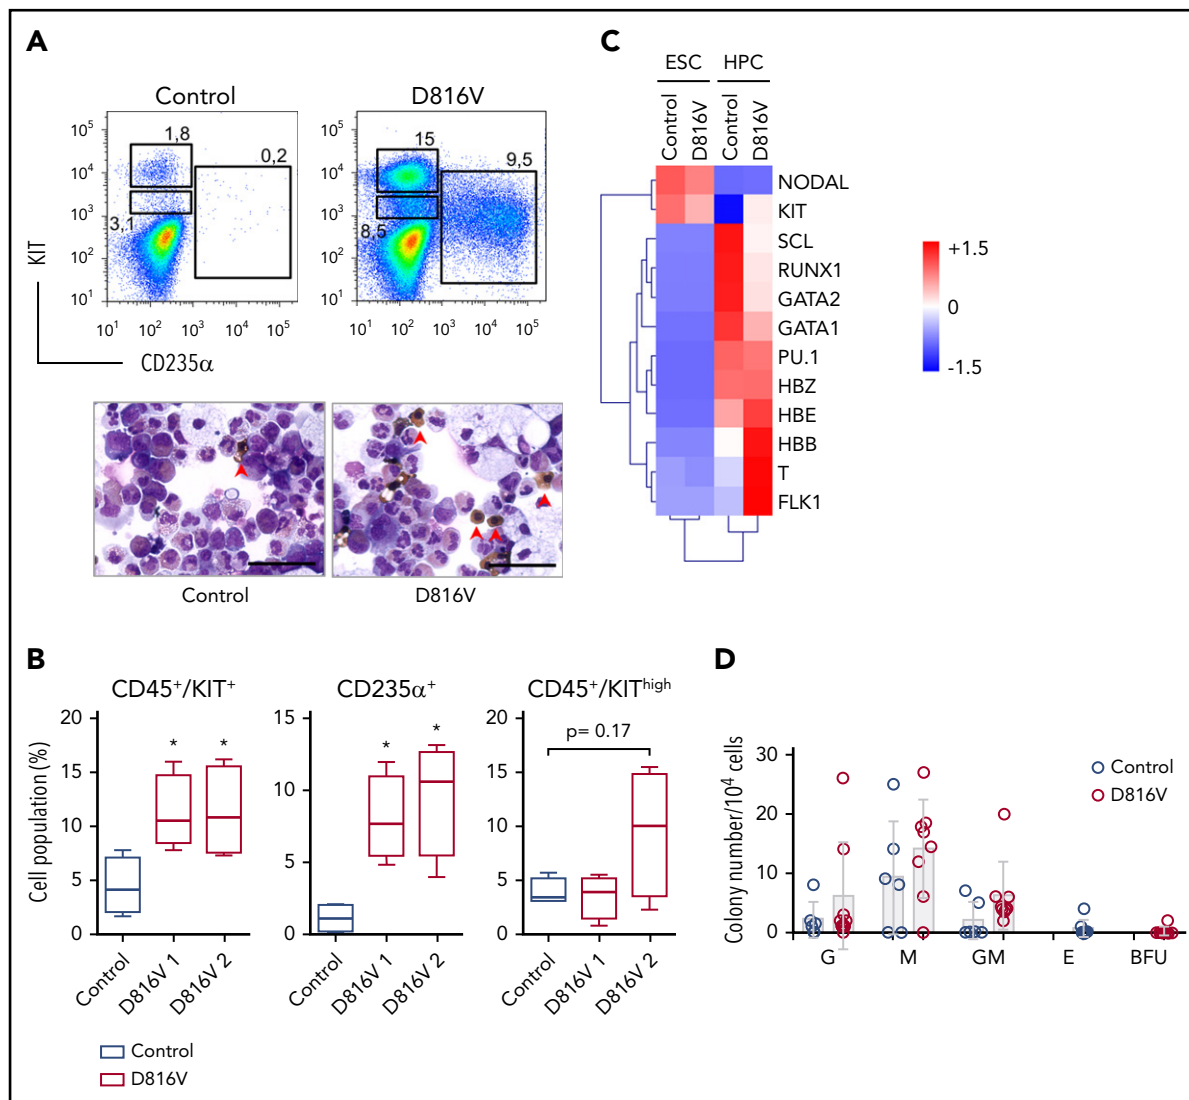 A
Control
D816V
KIT
10⁵
10⁴
10³
10²
10¹
1,8
0,2
3,1
10¹ 10² 10³ 10⁴ 10⁵
10⁵
10⁴
10³
10²
10¹
15
9,5
8,5
10¹ 10² 10³ 10⁴ 10⁵
CD235α
Control
D816V
B
CD45⁺/KIT⁺
Cell population (%)
20
15
10
5
0
* *
Control D816V 1 D816V 2
CD235α⁺
15
10
5
0
* *
Control D816V 1 D816V 2
CD45⁺/KITʰⁱᵍʰ
20
15
10
5
0
p= 0.17
Control D816V 1 D816V 2
Control
D816V
C
ESC HPC
Control D816V Control D816V
NODAL
KIT
SCL
RUNX1
GATA2
GATA1
PU.1
HBZ
HBE
HBB
T
FLK1
+1.5
0
-1.5
D
Colony number/10⁴ cells
30
20
10
0
G M GM E BFU
Control
D816V